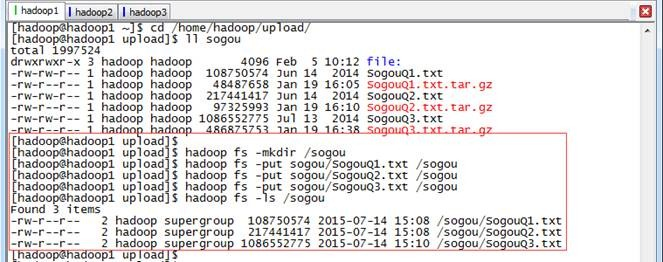 hadoop1 hadoop2 hadoop3
[hadoop@hadoop1 ~]$ cd /home/hadoop/upload/
[hadoop@hadoop1 upload]$ ll sogou
total 1997524
drwxrwxr-x 3 hadoop hadoop 4096 Feb 5 10:12 file:
-rw-rw-r-- 1 hadoop hadoop 108750574 Jun 14 2014 SogouQ1.txt
-rw-r--r-- 1 hadoop hadoop 48487658 Jan 19 16:05 SogouQ1.txt.tar.gz
-rw-rw-r-- 1 hadoop hadoop 217441417 Jun 14 2014 SogouQ2.txt
-rw-r--r-- 1 hadoop hadoop 97325993 Jan 19 16:10 SogouQ2.txt.tar.gz
-rw-rw-r-- 1 hadoop hadoop 1086552775 Jul 13 2014 SogouQ3.txt
-rw-r--r-- 1 hadoop hadoop 486875753 Jan 19 16:38 SogouQ3.txt.tar.gz
[hadoop@hadoop1 upload]$
[hadoop@hadoop1 upload]$ hadoop fs -mkdir /sogou
[hadoop@hadoop1 upload]$ hadoop fs -put sogou/SogouQ1.txt /sogou
[hadoop@hadoop1 upload]$ hadoop fs -put sogou/SogouQ2.txt /sogou
[hadoop@hadoop1 upload]$ hadoop fs -put sogou/SogouQ3.txt /sogou
[hadoop@hadoop1 upload]$ hadoop fs -ls /sogou
Found 3 items
-rw-r--r-- 2 hadoop supergroup 108750574 2015-07-14 15:08 /sogou/SogouQ1.txt
-rw-r--r-- 2 hadoop supergroup 217441417 2015-07-14 15:08 /sogou/SogouQ2.txt
-rw-r--r-- 2 hadoop supergroup 1086552775 2015-07-14 15:10 /sogou/SogouQ3.txt
[hadoop@hadoop1 upload]$